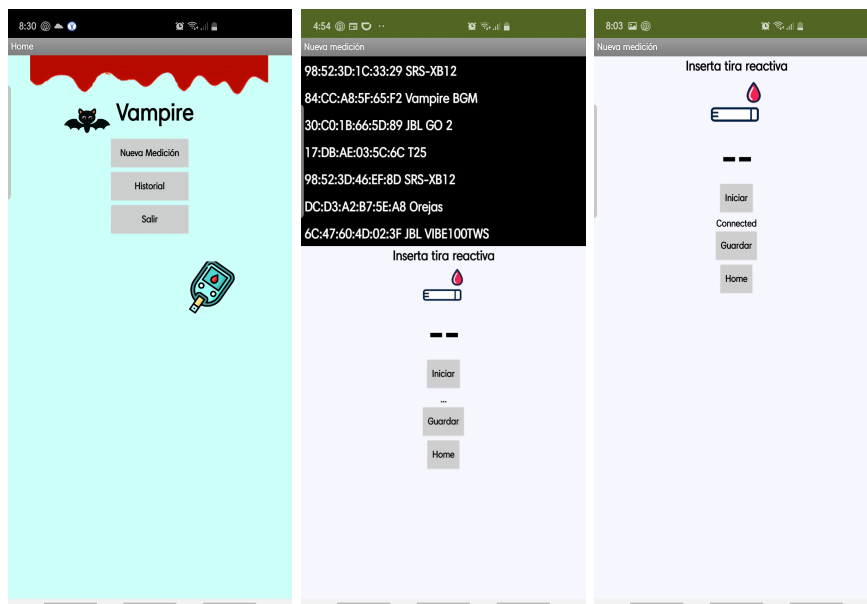 8:30
Home
Vampire
Nueva Medición
Historial
Salir
4:54
Nueva medición
98:52:3D:1C:33:29 SRS-XB12
84:CC:A8:5F:65:F2 Vampire BGM
30:C0:1B:66:5D:89 JBL GO 2
17:DB:AE:03:5C:6C T25
98:52:3D:46:EF:8D SRS-XB12
DC:D3:A2:B7:5E:A8 Orejas
6C:47:60:4D:02:3F JBL VIBE100TWS
Inserta tira reactiva
--
Iniciar
...
Guardar
Home
8:03
Nueva medición
Inserta tira reactiva
--
Iniciar
Connected
Guardar
Home